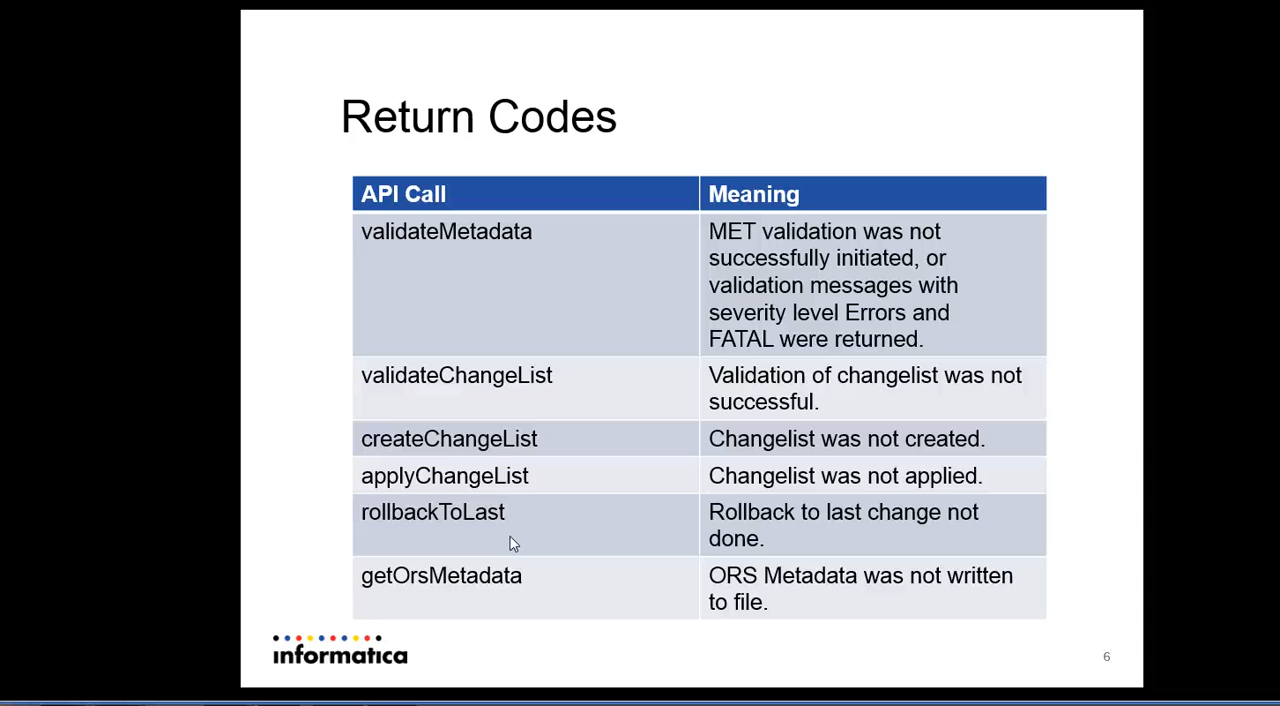 Return Codes
API Call
Meaning
validateMetadata
MET validation was not
successfully initiated, or
validation messages with
severity level Errors and
FATAL were returned.
validateChangeList
Validation of changelist was not
successful.
createChangeList
Changelist was not created.
applyChangeList
Changelist was not applied.
rollbackToLast
Rollback to last change not
done.
getOrsMetadata
ORS Metadata was not written
to file.
informatica
6